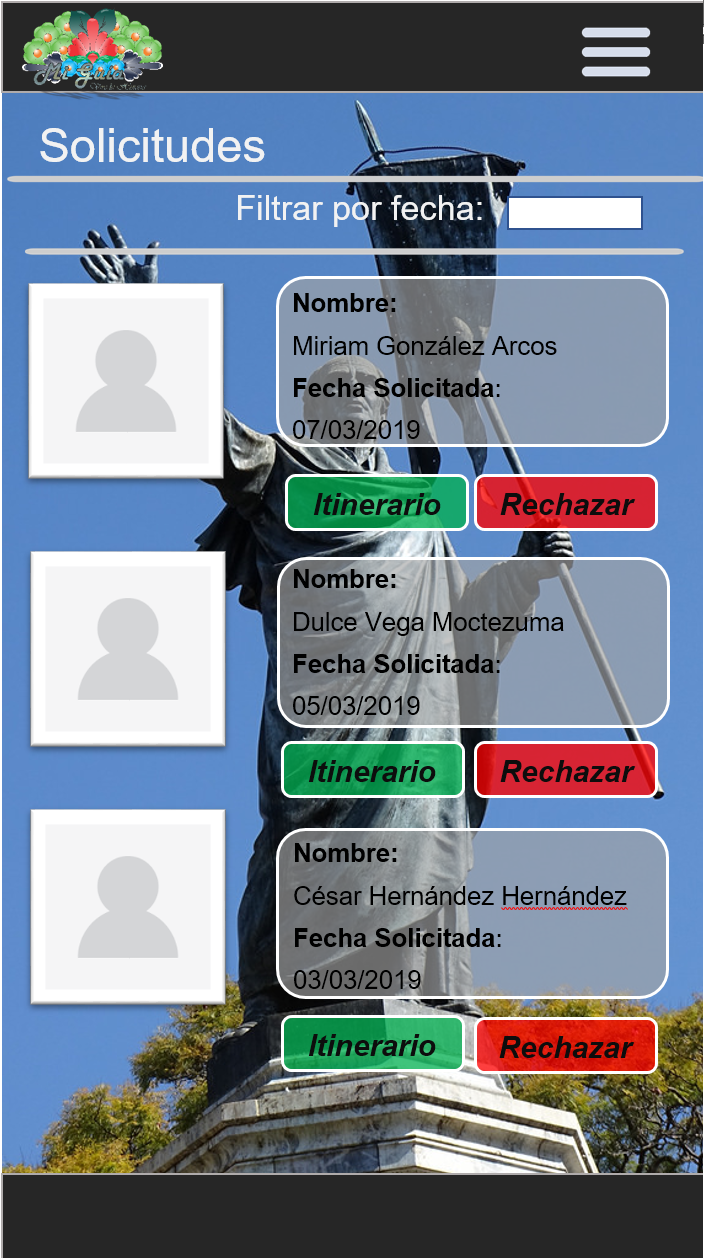 Mi Guía
Solicitudes
Filtrar por fecha:
Nombre:
Miriam González Arcos
Fecha Solicitada:
07/03/2019
Itinerario
Rechazar
Nombre:
Dulce Vega Moctezuma
Fecha Solicitada:
05/03/2019
Itinerario
Rechazar
Nombre:
César Hernández Hernández
Fecha Solicitada:
03/03/2019
Itinerario
Rechazar